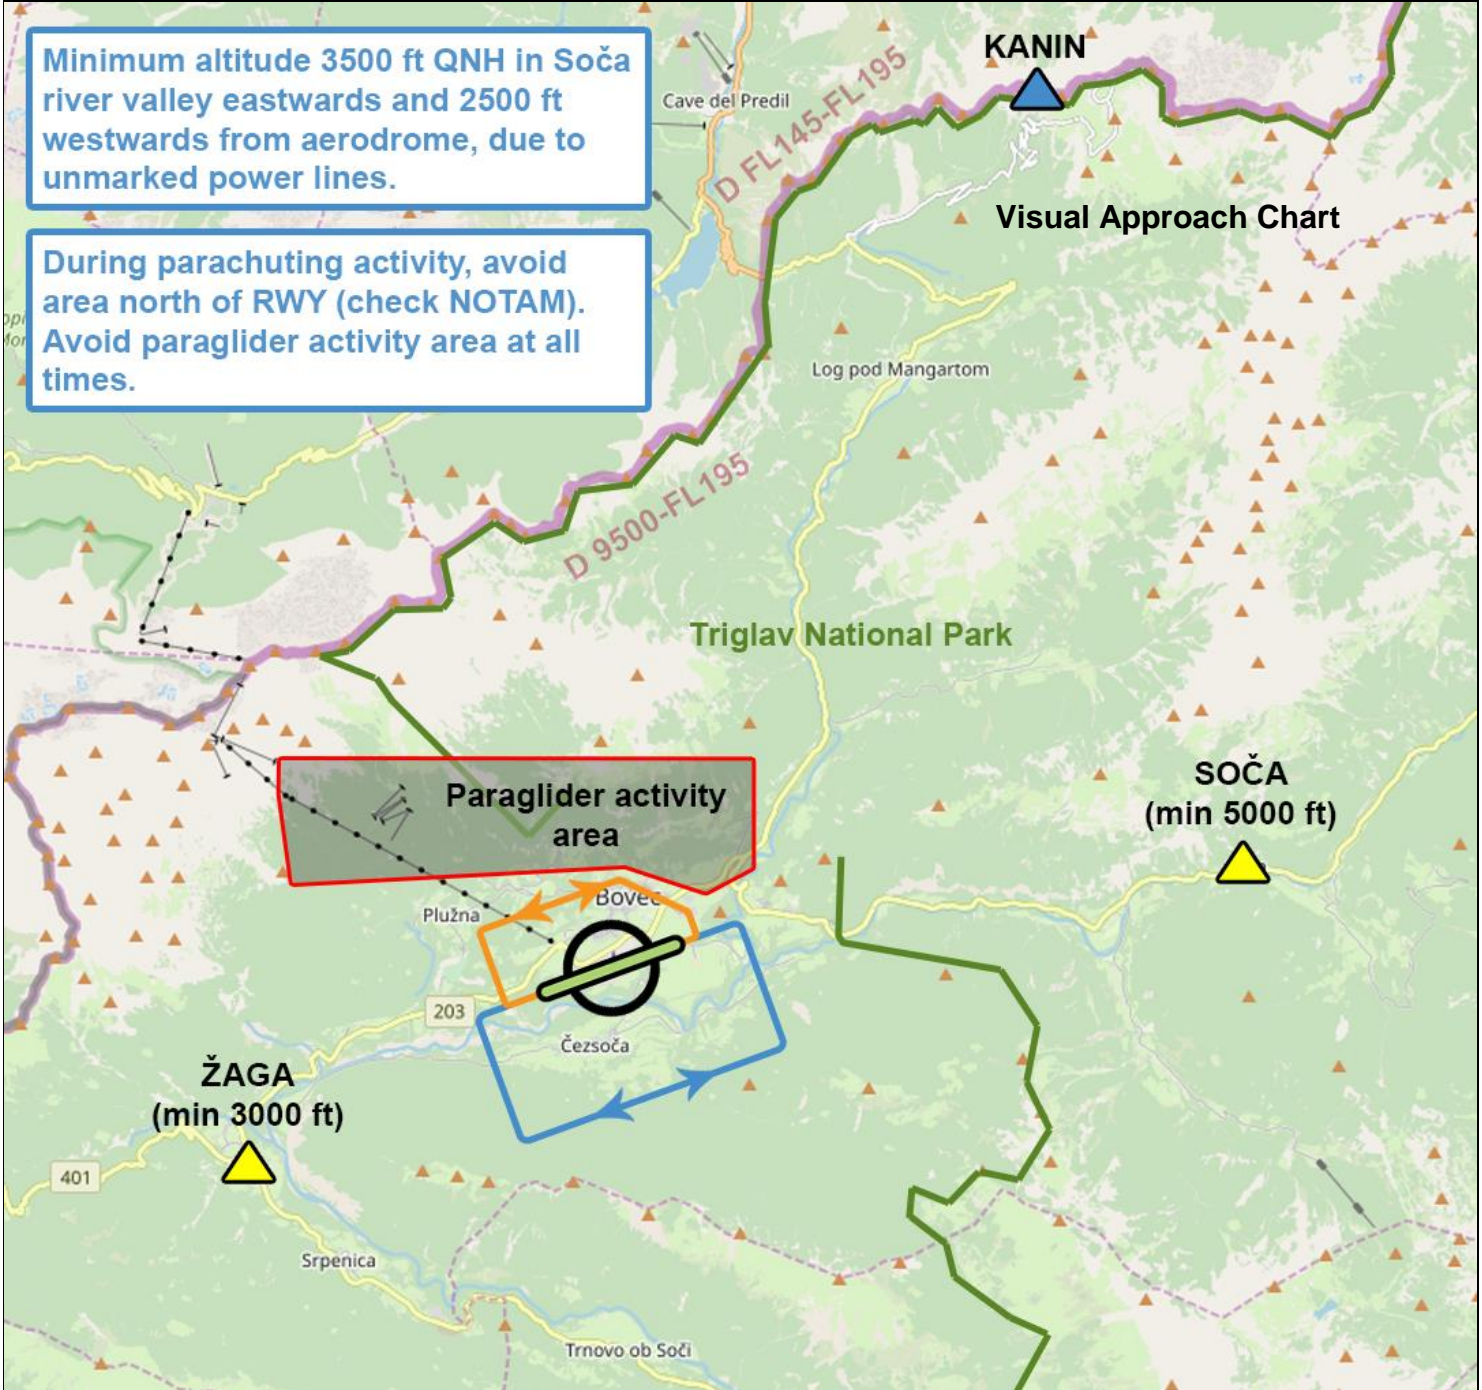 Minimum altitude 3500 ft QNH in Soča
river valley eastwards and 2500 ft
westwards from aerodrome, due to
unmarked power lines.
During parachuting activity, avoid
area north of RWY (check NOTAM).
Avoid paraglider activity area at all
times.
KANIN
Cave del Predil
D FL145-FL195
Visual Approach Chart
Log pod Mangartom
D 9500-FL195
Triglav National Park
SOČA
(min 5000 ft)
Paraglider activity
area
Bovec
Plužna
203
Čezsoča
ŽAGA
(min 3000 ft)
401
Srpenica
Trnovo ob Soči